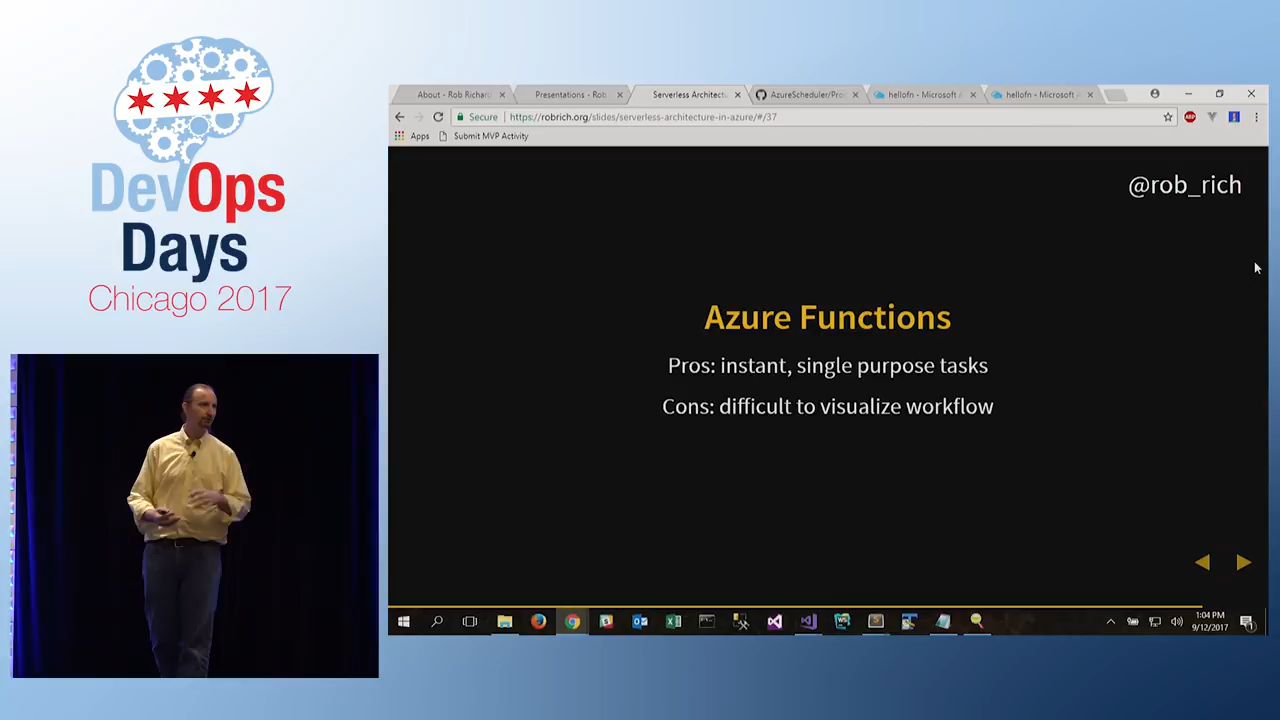 DevOps
Days
Chicago 2017
About - Rob Richard
Presentations - Rob
Serverless Architectu
AzureScheduler/Pro
hellofn - Microsoft A
hellofn - Microsoft A
Secure
https://robrich.org/slides/serverless-architecture-in-azure/#/37
ABP
Apps
Submit MVP Activity
@rob_rich
Azure Functions
Pros: instant, single purpose tasks
Cons: difficult to visualize workflow
1:04 PM
9/12/2017
1